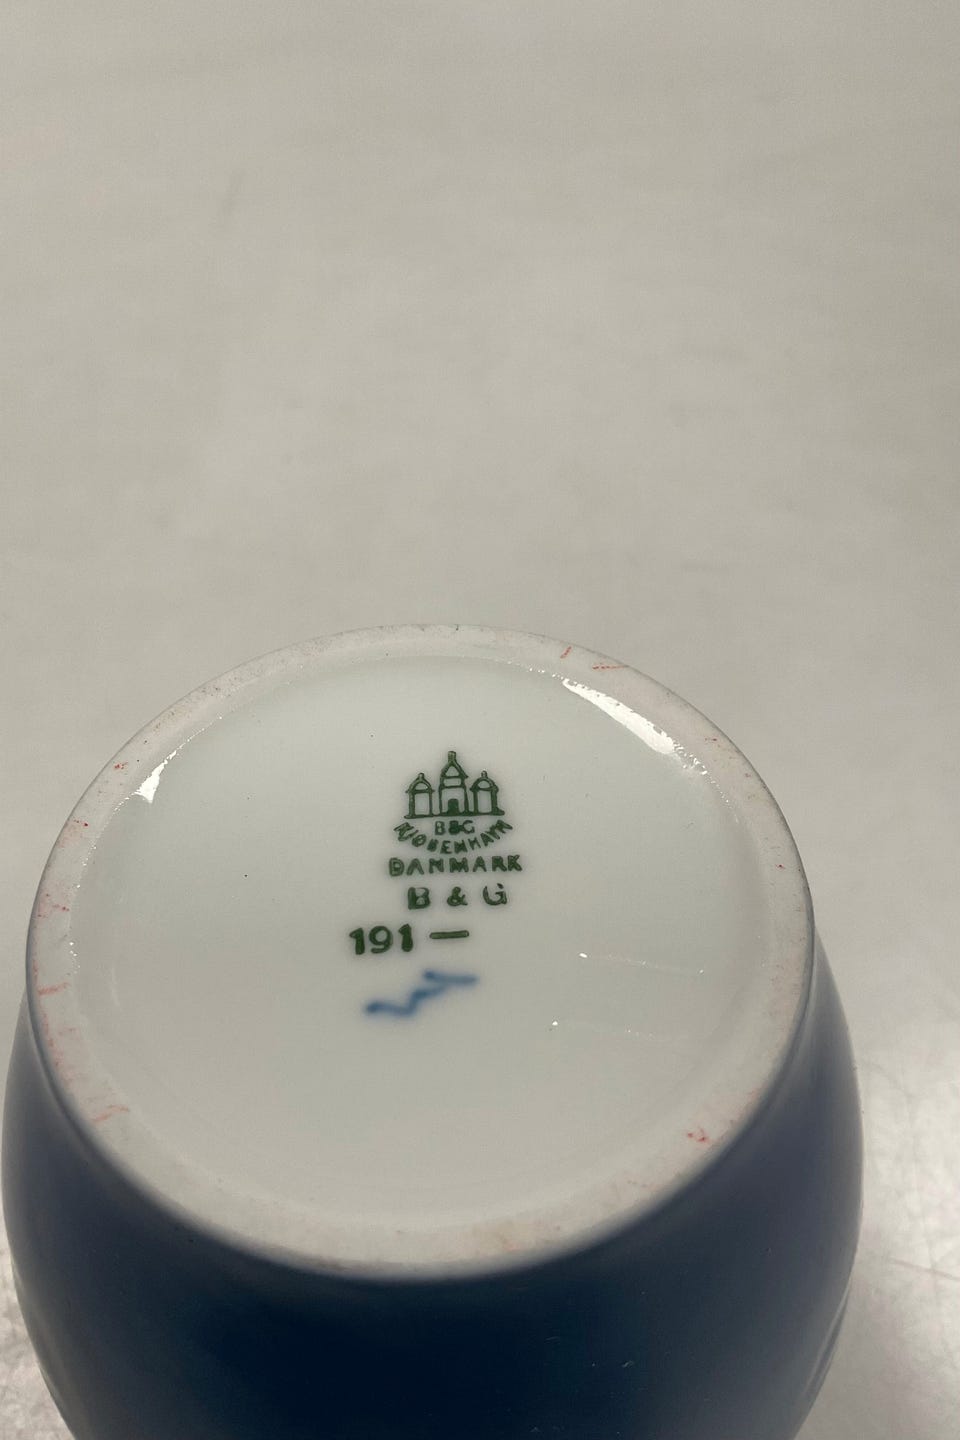 B&G
KJØBENHAVN
DANMARK
B & G
191 —